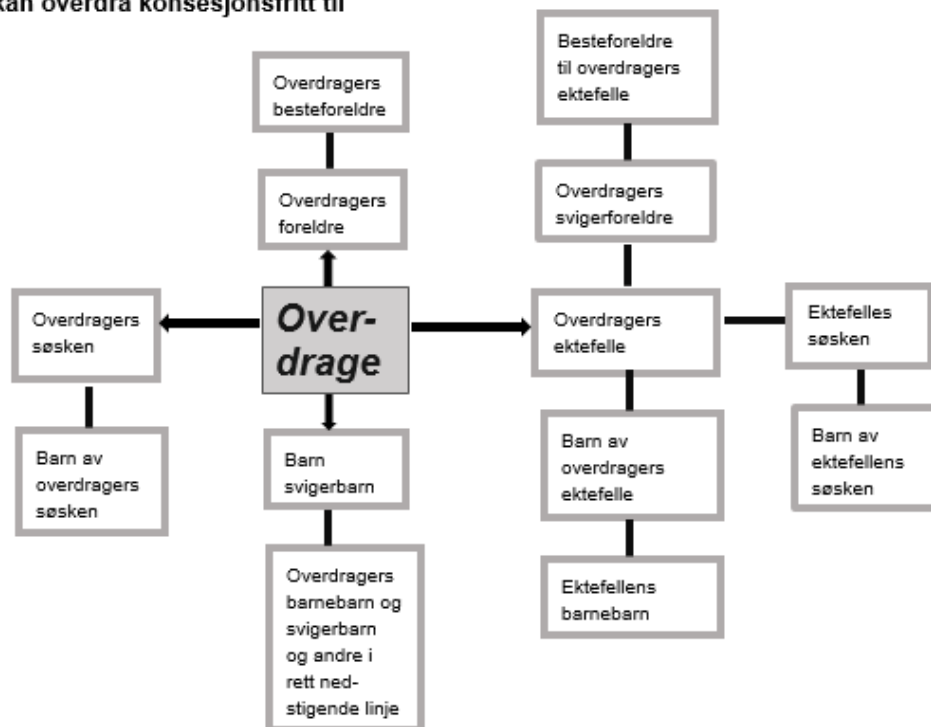 kan overdra konsesjonsfritt til
Overdragers
besteforeldre
Besteforeldre
til overdragers
ektefelle
Overdragers
foreldre
Overdragers
svigerforeldre
Overdragers
søsken
Over-
drage
Overdragers
ektefelle
Ektefelles
søsken
Barn av
overdragers
søsken
Barn
svigerbarn
Barn av
overdragers
ektefelle
Barn av
ektefellens
søsken
Overdragers
barnebarn og
svigerbarn
og andre i
rett ned-
stigende linje
Ektefellens
barnebarn